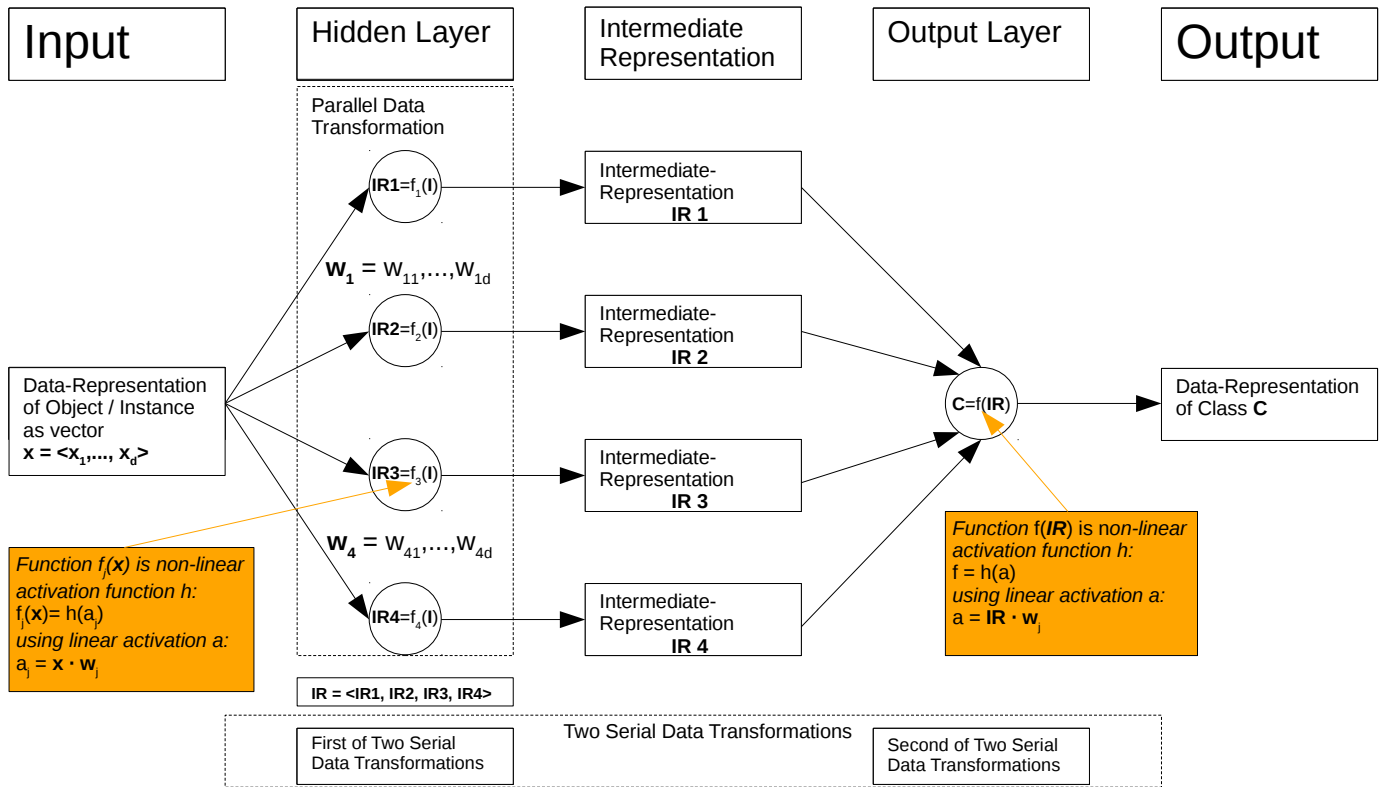 Input
Hidden Layer
Intermediate
Representation
Output Layer
Output
Parallel Data
Transformation
IR1=f₁(I)
Intermediate-
Representation
IR 1
w₁ = w₁₁,...,w₁d
IR2=f₂(I)
Intermediate-
Representation
IR 2
Data-Representation
of Object / Instance
as vector
x = <x₁,..., xd>
C=f(IR)
Data-Representation
of Class C
IR3=f₃(I)
Intermediate-
Representation
IR 3
w₄ = w₄₁,...,w₄d
Function fⱼ(x) is non-linear
activation function h:
fⱼ(x)= h(aⱼ)
using linear activation a:
aⱼ = x · wⱼ
IR4=f₄(I)
Intermediate-
Representation
IR 4
Function f(IR) is non-linear
activation function h:
f = h(a)
using linear activation a:
a = IR · wⱼ
IR = <IR1, IR2, IR3, IR4>
Two Serial Data Transformations
First of Two Serial
Data Transformations
Second of Two Serial
Data Transformations